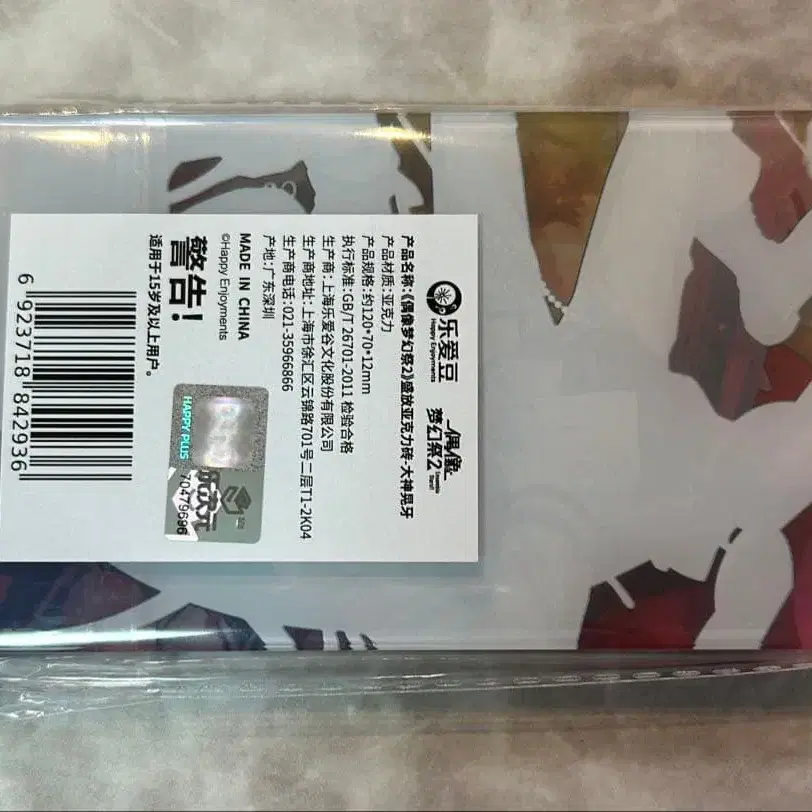 乐爱豆
Happy Enjoyments
偶像
梦幻祭2
Ensemble
Stars!!
产品名称:《偶像梦幻祭2》盛放亚克力砖-大神晃牙
产品材质:亚克力
产品规格:约120*70*12mm
执行标准:GB/T 26701-2011 检验合格
生产商:上海乐爱谷文化股份有限公司
生产商地址:上海市徐汇区云锦路701号二层T1-2K04
生产商电话:021-35966866
产地:广东深圳
MADE IN CHINA
©Happy Enjoyments
警告!
适用于15岁及以上用户。
HAPPY PLUS
70479696
6 923718 842936